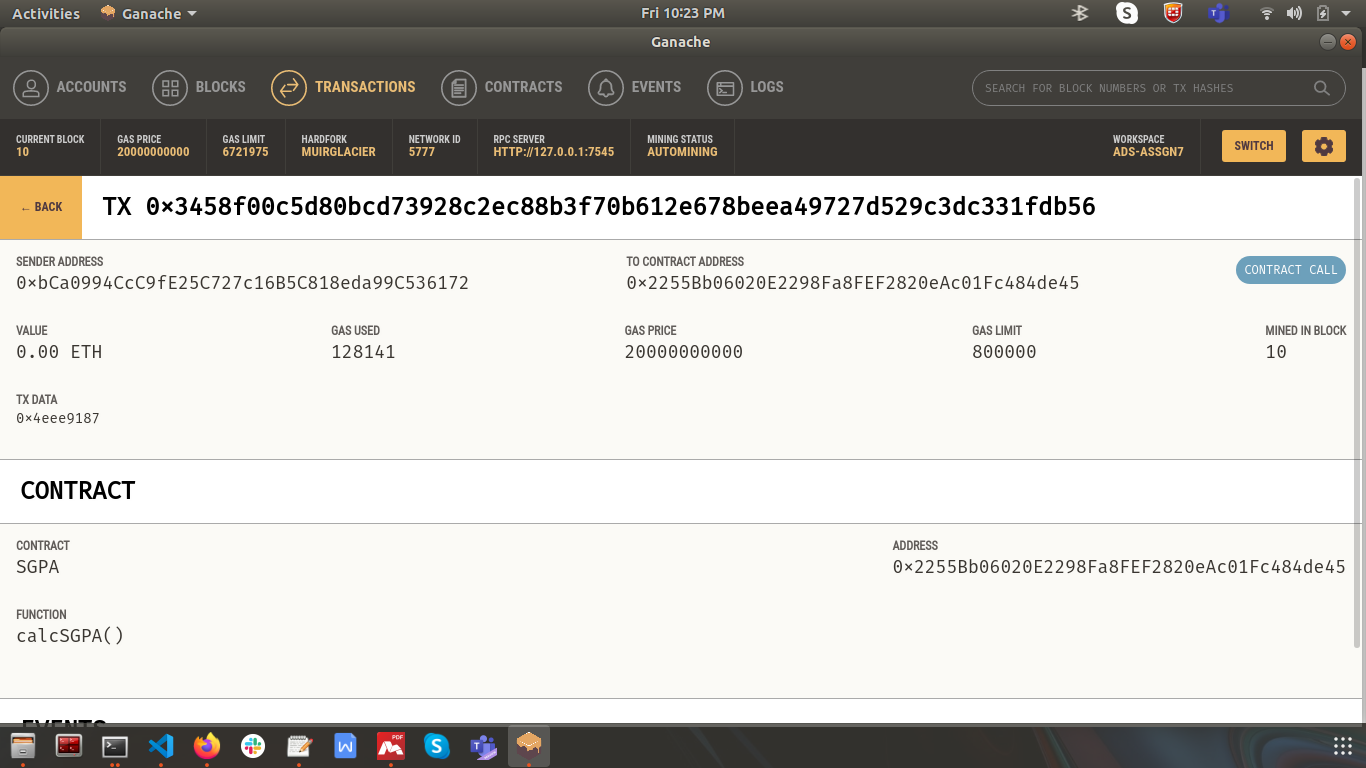 Activities Ganache Fri 10:23 PM
Ganache
ACCOUNTS BLOCKS TRANSACTIONS CONTRACTS EVENTS LOGS SEARCH FOR BLOCK NUMBERS OR TX HASHES
CURRENT BLOCK GAS PRICE GAS LIMIT HARDFORK NETWORK ID RPC SERVER MINING STATUS WORKSPACE
10 20000000000 6721975 MUIRGLACIER 5777 HTTP://127.0.0.1:7545 AUTOMINING ADS-ASSGN7 SWITCH
← BACK TX 0×3458f00c5d80bcd73928c2ec88b3f70b612e678beea49727d529c3dc331fdb56
SENDER ADDRESS TO CONTRACT ADDRESS
0×bCa0994CcC9fE25C727c16B5C818eda99C536172 0×2255Bb06020E2298Fa8FEF2820eAc01Fc484de45 CONTRACT CALL
VALUE GAS USED GAS PRICE GAS LIMIT MINED IN BLOCK
0.00 ETH 128141 20000000000 800000 10
TX DATA
0×4eee9187
CONTRACT
CONTRACT ADDRESS
SGPA 0×2255Bb06020E2298Fa8FEF2820eAc01Fc484de45
FUNCTION
calcSGPA()
EVENTS